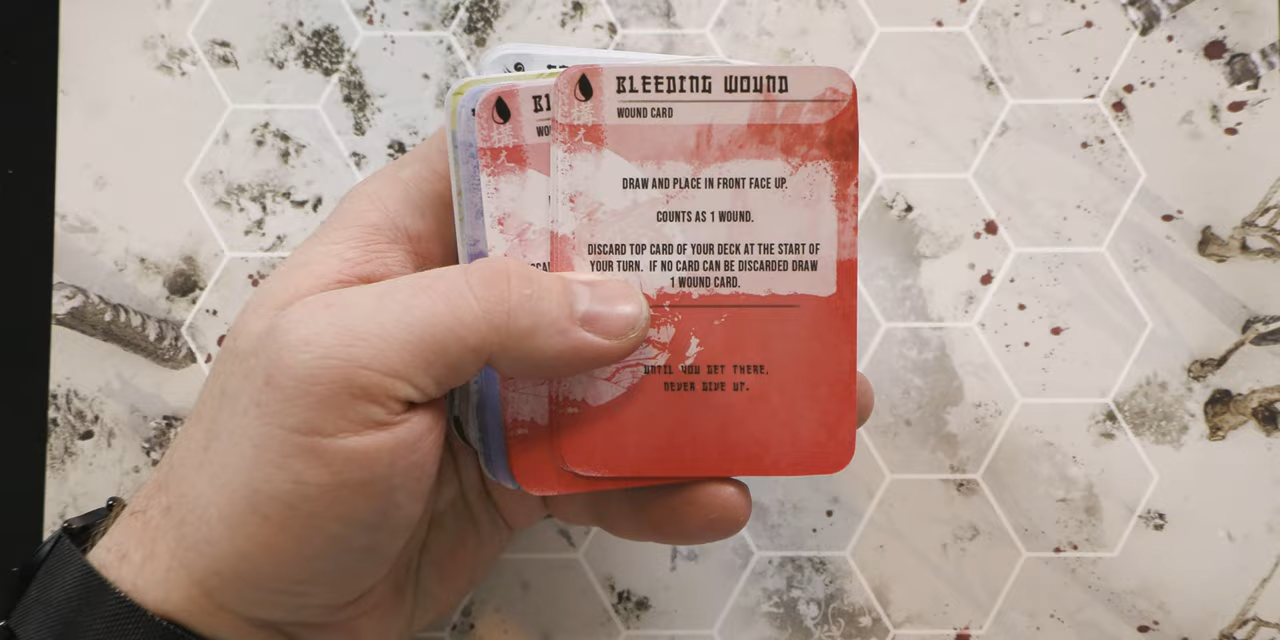 BLEEDING WOUND
WOUND CARD
DRAW AND PLACE IN FRONT FACE UP.
COUNTS AS 1 WOUND.
DISCARD TOP CARD OF YOUR DECK AT THE START OF
YOUR TURN. IF NO CARD CAN BE DISCARDED DRAW
1 WOUND CARD.
UNTIL YOU GET THERE,
NEVER GIVE UP.